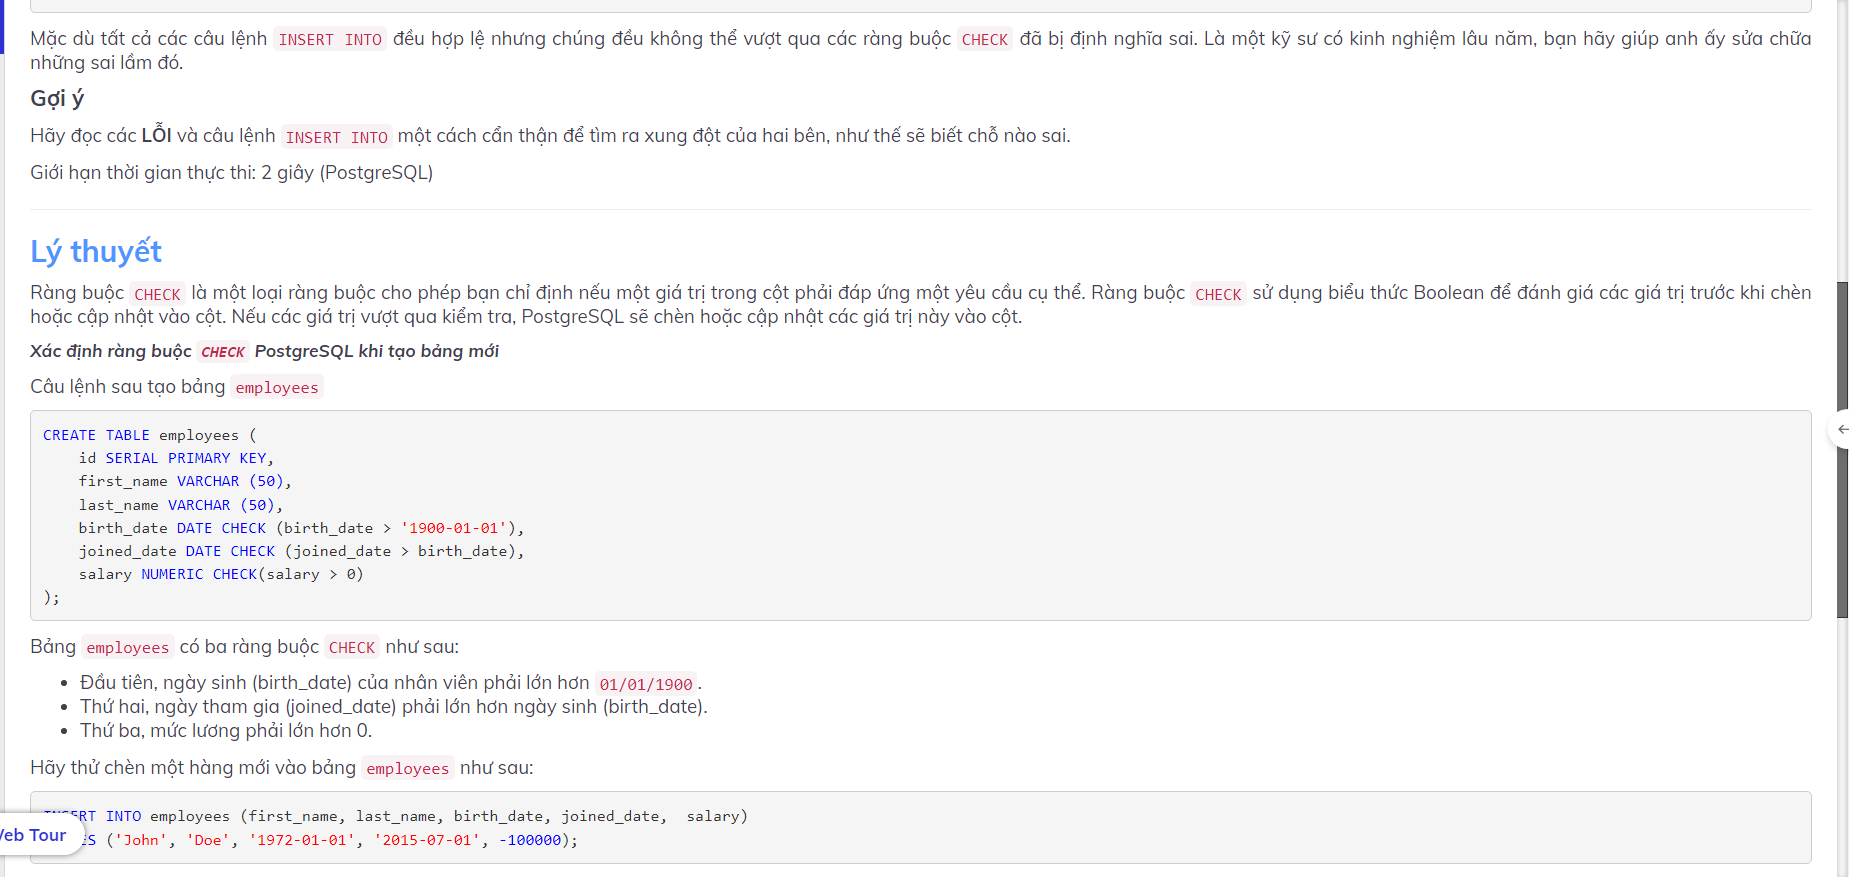 Mặc dù tất cả các câu lệnh INSERT INTO đều hợp lệ nhưng chúng đều không thể vượt qua các ràng buộc CHECK đã bị định nghĩa sai. Là một kỹ sư có kinh nghiệm lâu năm, bạn hãy giúp anh ấy sửa chữa
những sai lầm đó.
Gợi ý
Hãy đọc các LỖI và câu lệnh INSERT INTO một cách cẩn thận để tìm ra xung đột của hai bên, như thế sẽ biết chỗ nào sai.
Giới hạn thời gian thực thi: 2 giây (PostgreSQL)
Lý thuyết
Ràng buộc CHECK là một loại ràng buộc cho phép bạn chỉ định nếu một giá trị trong cột phải đáp ứng một yêu cầu cụ thể. Ràng buộc CHECK sử dụng biểu thức Boolean để đánh giá các giá trị trước khi chèn
hoặc cập nhật vào cột. Nếu các giá trị vượt qua kiểm tra, PostgreSQL sẽ chèn hoặc cập nhật các giá trị này vào cột.
Xác định ràng buộc CHECK PostgreSQL khi tạo bảng mới
Câu lệnh sau tạo bảng employees
CREATE TABLE employees (
id SERIAL PRIMARY KEY,
first_name VARCHAR (50),
last_name VARCHAR (50),
birth_date DATE CHECK (birth_date > '1900-01-01'),
joined_date DATE CHECK (joined_date > birth_date),
salary NUMERIC CHECK(salary > 0)
);
Bảng employees có ba ràng buộc CHECK như sau:
• Đầu tiên, ngày sinh (birth_date) của nhân viên phải lớn hơn 01/01/1900.
• Thứ hai, ngày tham gia (joined_date) phải lớn hơn ngày sinh (birth_date).
• Thứ ba, mức lương phải lớn hơn 0.
Hãy thử chèn một hàng mới vào bảng employees như sau:
INSERT INTO employees (first_name, last_name, birth_date, joined_date, salary)
ES ('John', 'Doe', '1972-01-01', '2015-07-01', -100000);
Tour